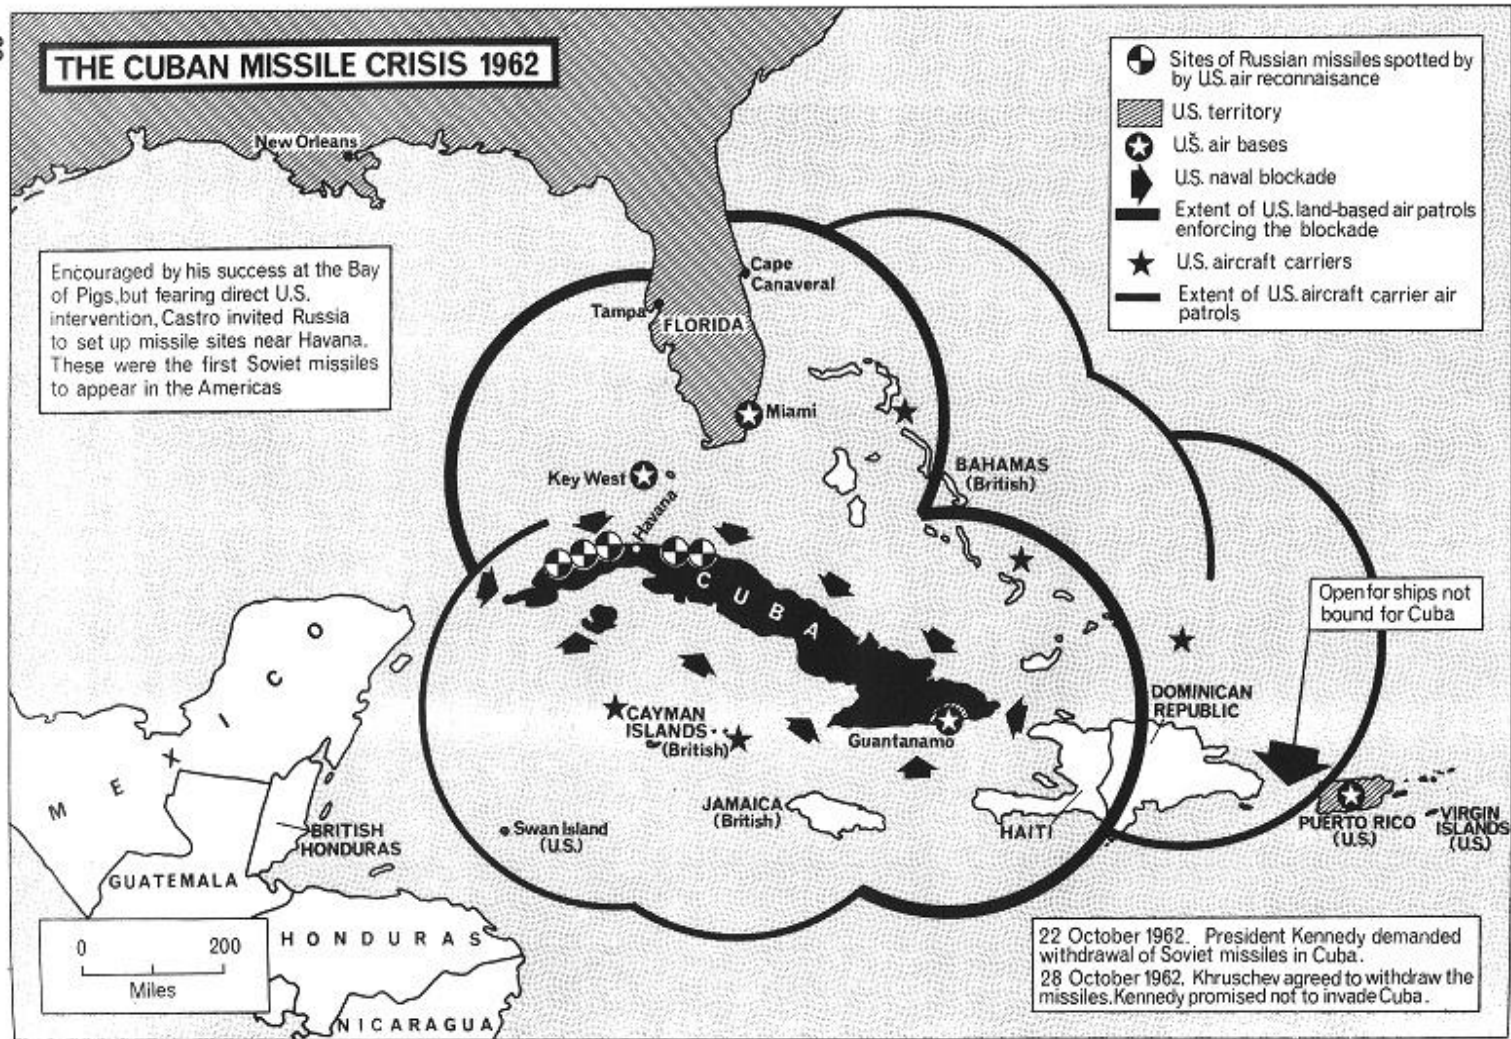 THE CUBAN MISSILE CRISIS 1962
Sites of Russian missiles spotted by
by U.S. air reconnaisance
U.S. territory
U.S. air bases
U.S. naval blockade
Extent of U.S. land-based air patrols
enforcing the blockade
U.S. aircraft carriers
Extent of U.S. aircraft carrier air
patrols
New Orleans
Encouraged by his success at the Bay
of Pigs, but fearing direct U.S.
intervention, Castro invited Russia
to set up missile sites near Havana.
These were the first Soviet missiles
to appear in the Americas
Cape
Canaveral
Tampa
FLORIDA
Miami
Key West
Havana
BAHAMAS
(British)
CUBA
Open for ships not
bound for Cuba
MEXICO
CAYMAN
ISLANDS
(British)
Guantanamo
DOMINICAN
REPUBLIC
JAMAICA
(British)
HAITI
PUERTO RICO
(U.S.)
VIRGIN
ISLANDS
(U.S.)
Swan Island
(U.S.)
BRITISH
HONDURAS
GUATEMALA
HONDURAS
NICARAGUA
0 200
Miles
22 October 1962. President Kennedy demanded
withdrawal of Soviet missiles in Cuba.
28 October 1962. Khruschev agreed to withdraw the
missiles. Kennedy promised not to invade Cuba.